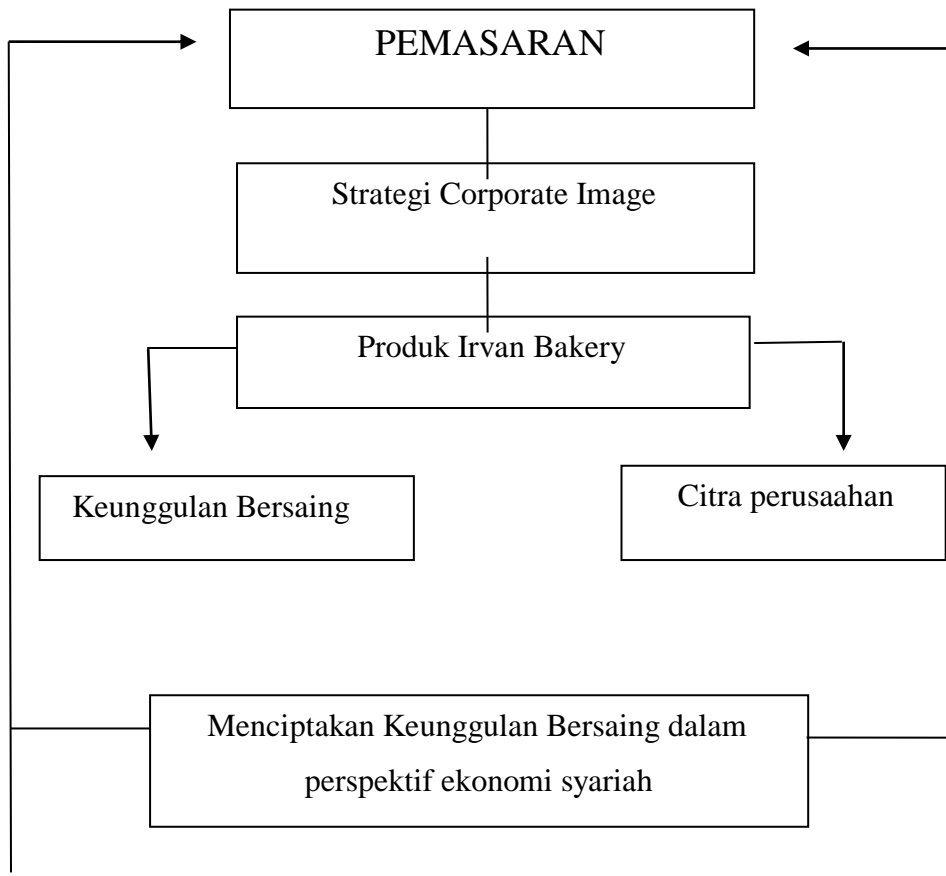 PEMASARAN
Strategi Corporate Image
Produk Irvan Bakery
Keunggulan Bersaing
Citra perusaahan
Menciptakan Keunggulan Bersaing dalam
perspektif ekonomi syariah